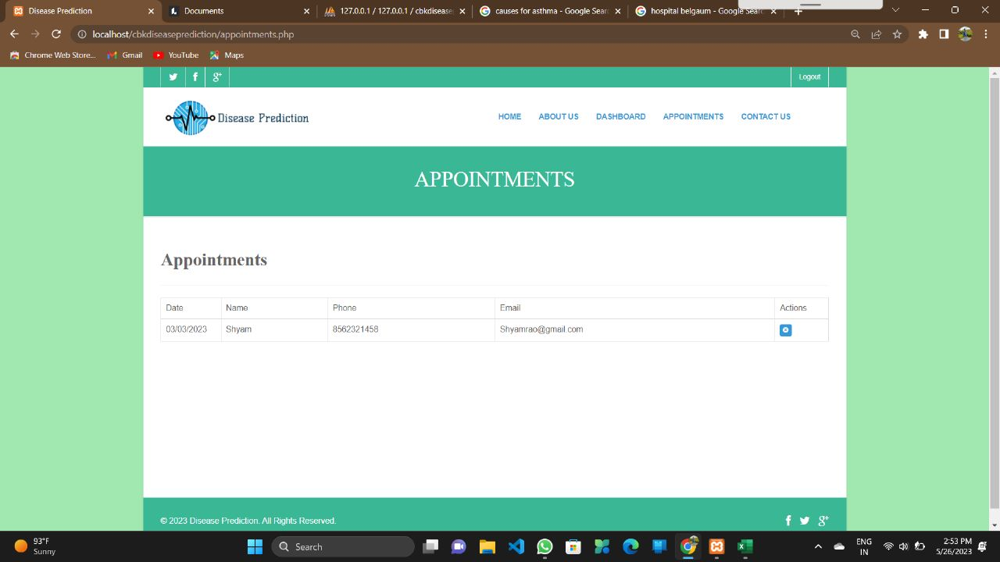 Disease Prediction
Documents
127.0.0.1 / 127.0.0.1 / cbkdiseasep
causes for asthma - Google Searc
hospital belgaum - Google Searc
localhost/cbkdiseaseprediction/appointments.php
Chrome Web Store...
Gmail
YouTube
Maps
Logout
Disease Prediction
HOME
ABOUT US
DASHBOARD
APPOINTMENTS
CONTACT US
APPOINTMENTS
Appointments
Date Name Phone Email Actions
03/03/2023 Shyam 8562321458 Shyamrao@gmail.com
© 2023 Disease Prediction. All Rights Reserved.
93°F
Sunny
Search
ENG
IN
2:53 PM
5/26/2023